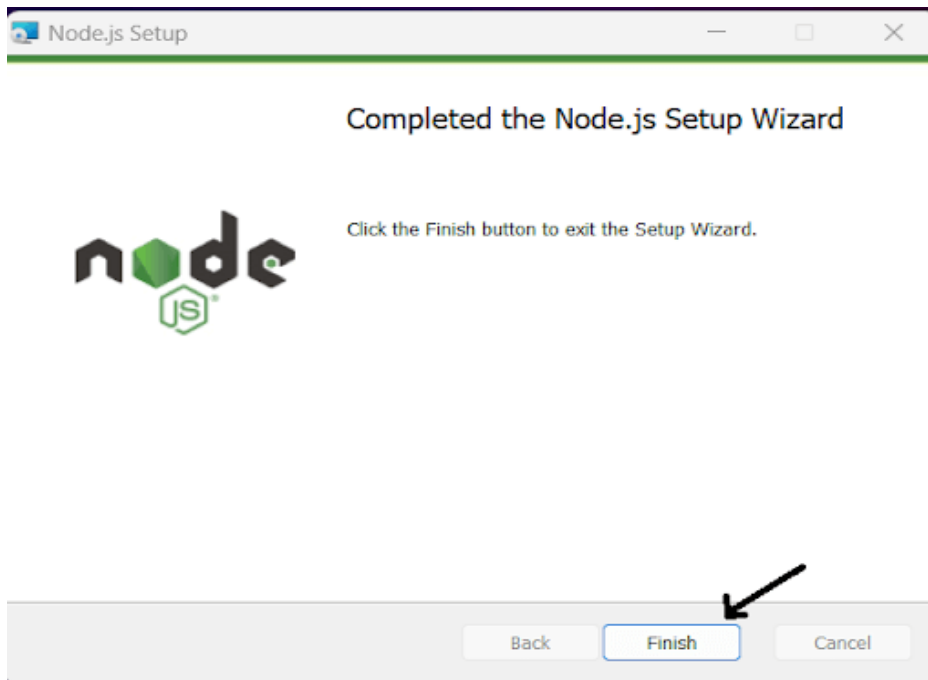 Node.js Setup
Completed the Node.js Setup Wizard
Click the Finish button to exit the Setup Wizard.
node
JS®
Back
Finish
Cancel